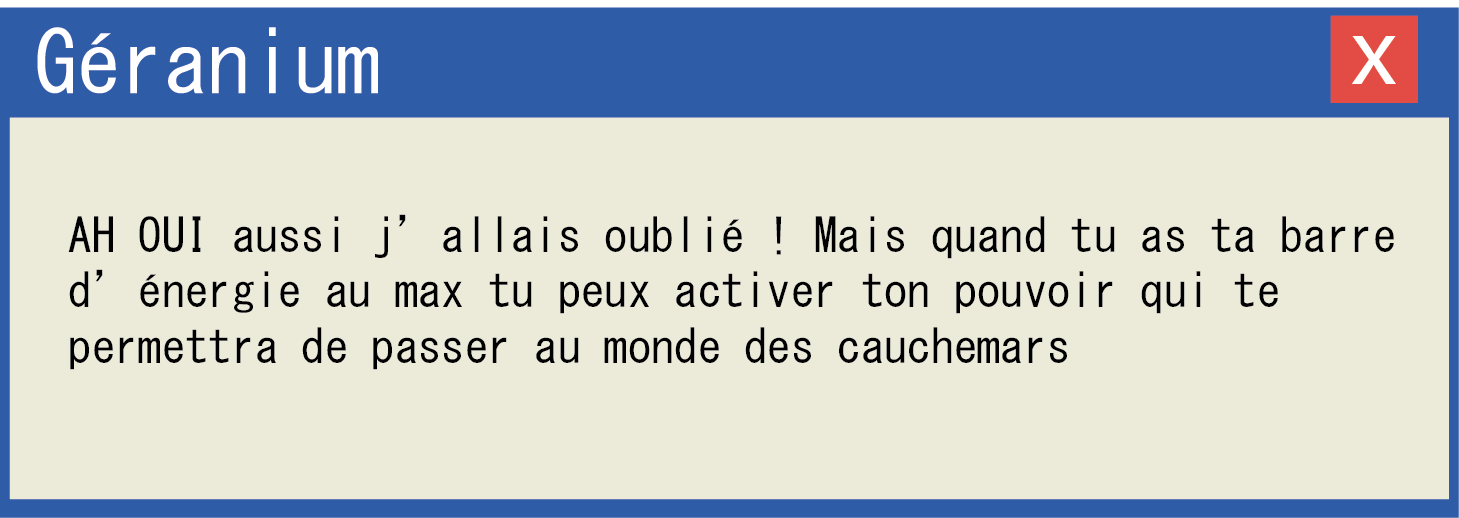 Géranium
X
AH OUI aussi j’allais oublié ! Mais quand tu as ta barre
d’énergie au max tu peux activer ton pouvoir qui te
permettra de passer au monde des cauchemars